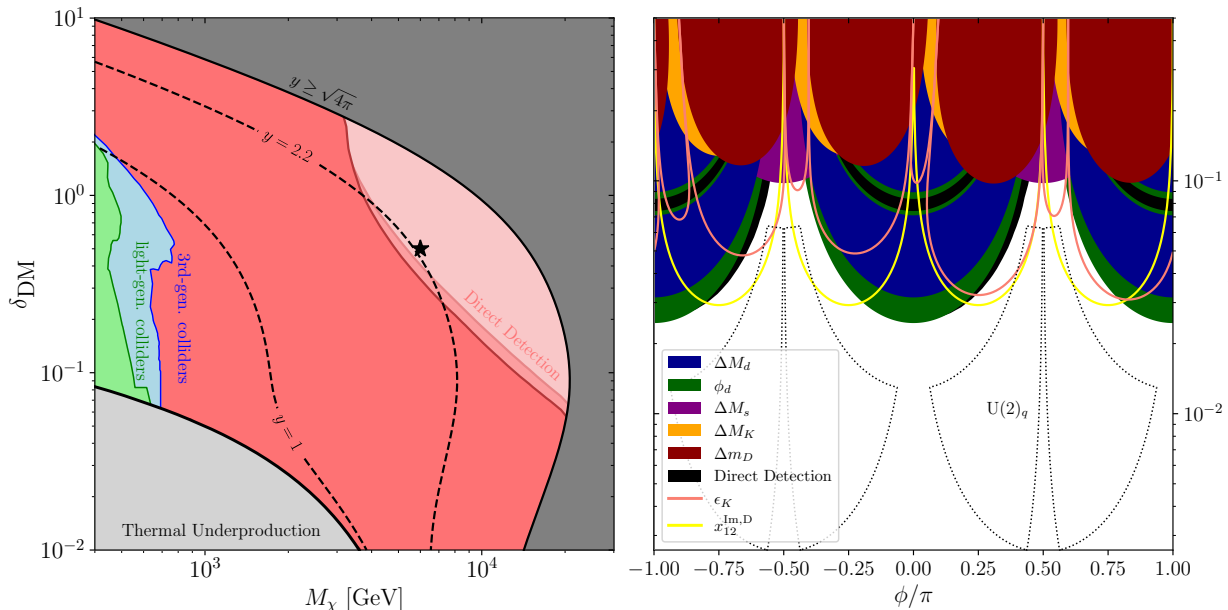 10^1
10^0
10^{-1}
10^{-2}
δ_DM
y ≥ √4π
y = 2.2
y = 1
light-gen. colliders
3rd-gen. colliders
Direct Detection
Thermal Underproduction
10^3
10^4
M_χ [GeV]
10^{-1}
10^{-2}
ΔM_d
ϕ_d
ΔM_s
ΔM_K
Δm_D
Direct Detection
ϵ_K
x_{12}^{Im,D}
U(2)_q
−1.00
−0.75
−0.50
−0.25
0.00
0.25
0.50
0.75
1.00
ϕ/π